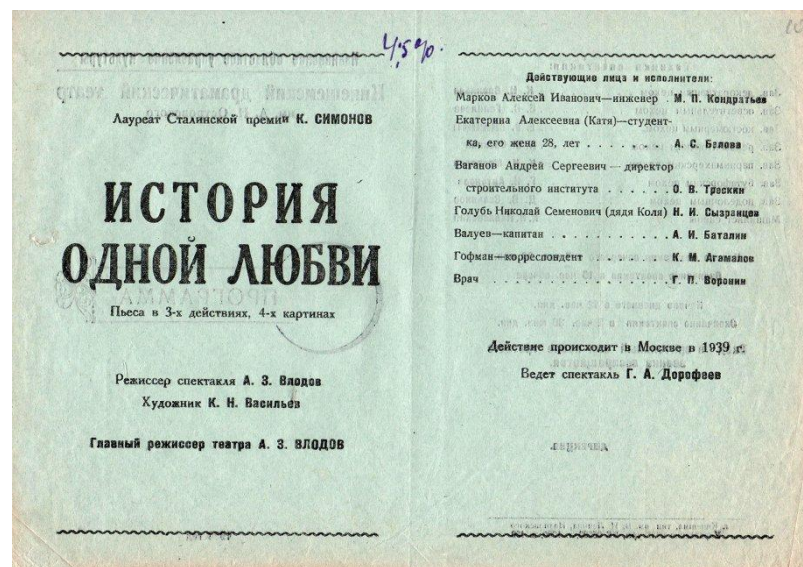 45 %.
Лауреат Сталинской премии К. СИМОНОВ
ИСТОРИЯ
ОДНОЙ ЛЮБВИ
Пьеса в 3-х действиях, 4-х картинах
Режиссер спектакля А. З. Влодов
Художник К. Н. Васильев
Главный режиссер театра А. З. ВЛОДОВ
Действующие лица и исполнители:
Марков Алексей Иванович—инженер . М. П. Кондратьев
Екатерина Алексеевна (Катя)—студент-
ка, его жена 28, лет . . . . . . А. С. Белова
Ваганов Андрей Сергеевич — директор
строительного института . . . . . . О. В. Трескин
Голубь Николай Семенович (дядя Коля) Н. И. Сызранцев
Валуев—капитан . . . . . . . . . . . А. И. Баталин
Гофман—корреспондент . . . . . . . К. М. Агамалов
Врач . . . . . . . . . . . . . . . . Г. П. Воронин
Действие происходит в Москве в 1939 г.
Ведет спектакль Г. А. Дорофеев